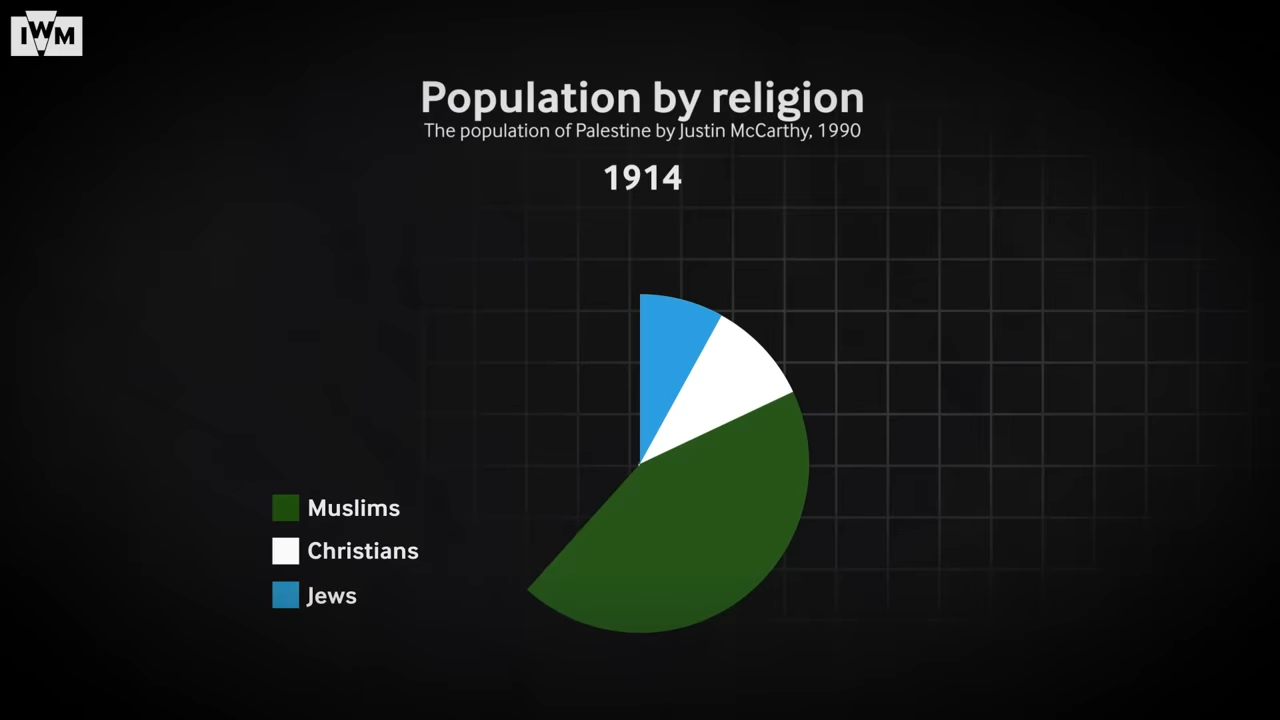 IWM
Population by religion
The population of Palestine by Justin McCarthy, 1990
1914
Muslims
Christians
Jews